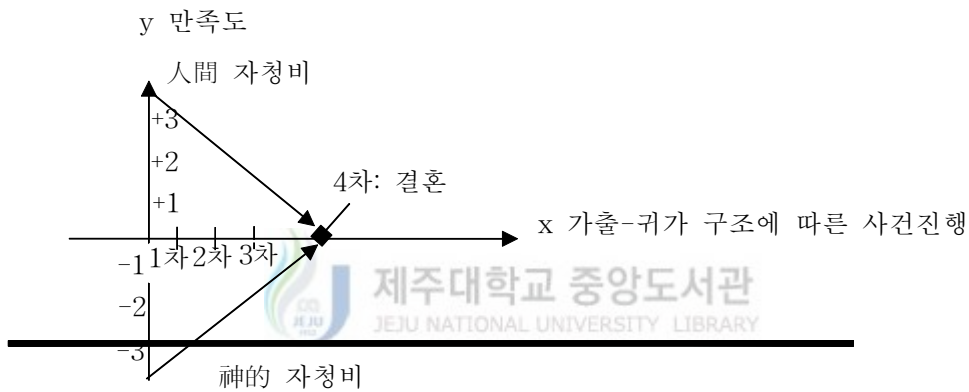 y 만족도
人間 자청비
+3
+2
4차: 결혼
+1
x 가출-귀가 구조에 따른 사건진행
-1 1차 2차 3차
제주대학교 중앙도서관
JEJU NATIONAL UNIVERSITY LIBRARY
JEJU
1952
-2
-3
神的 자청비